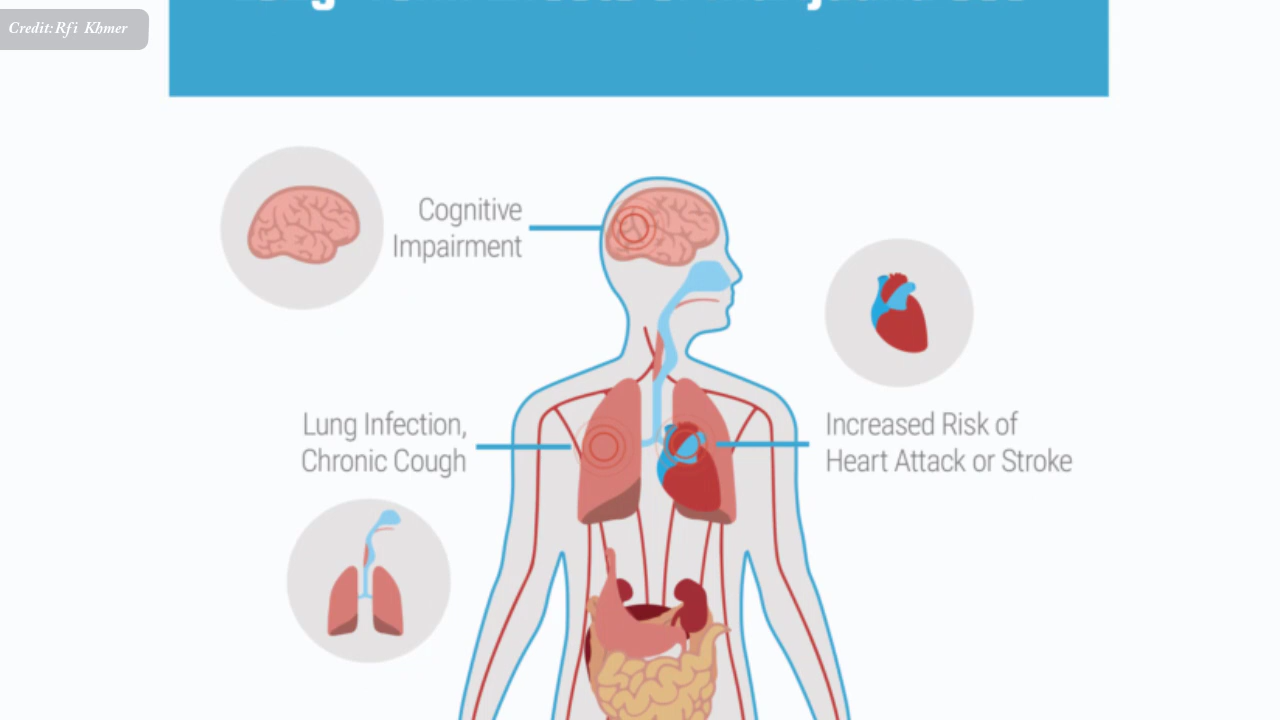 Credit:Rfi Khmer
Cognitive
Impairment
Lung Infection,
Chronic Cough
Increased Risk of
Heart Attack or Stroke